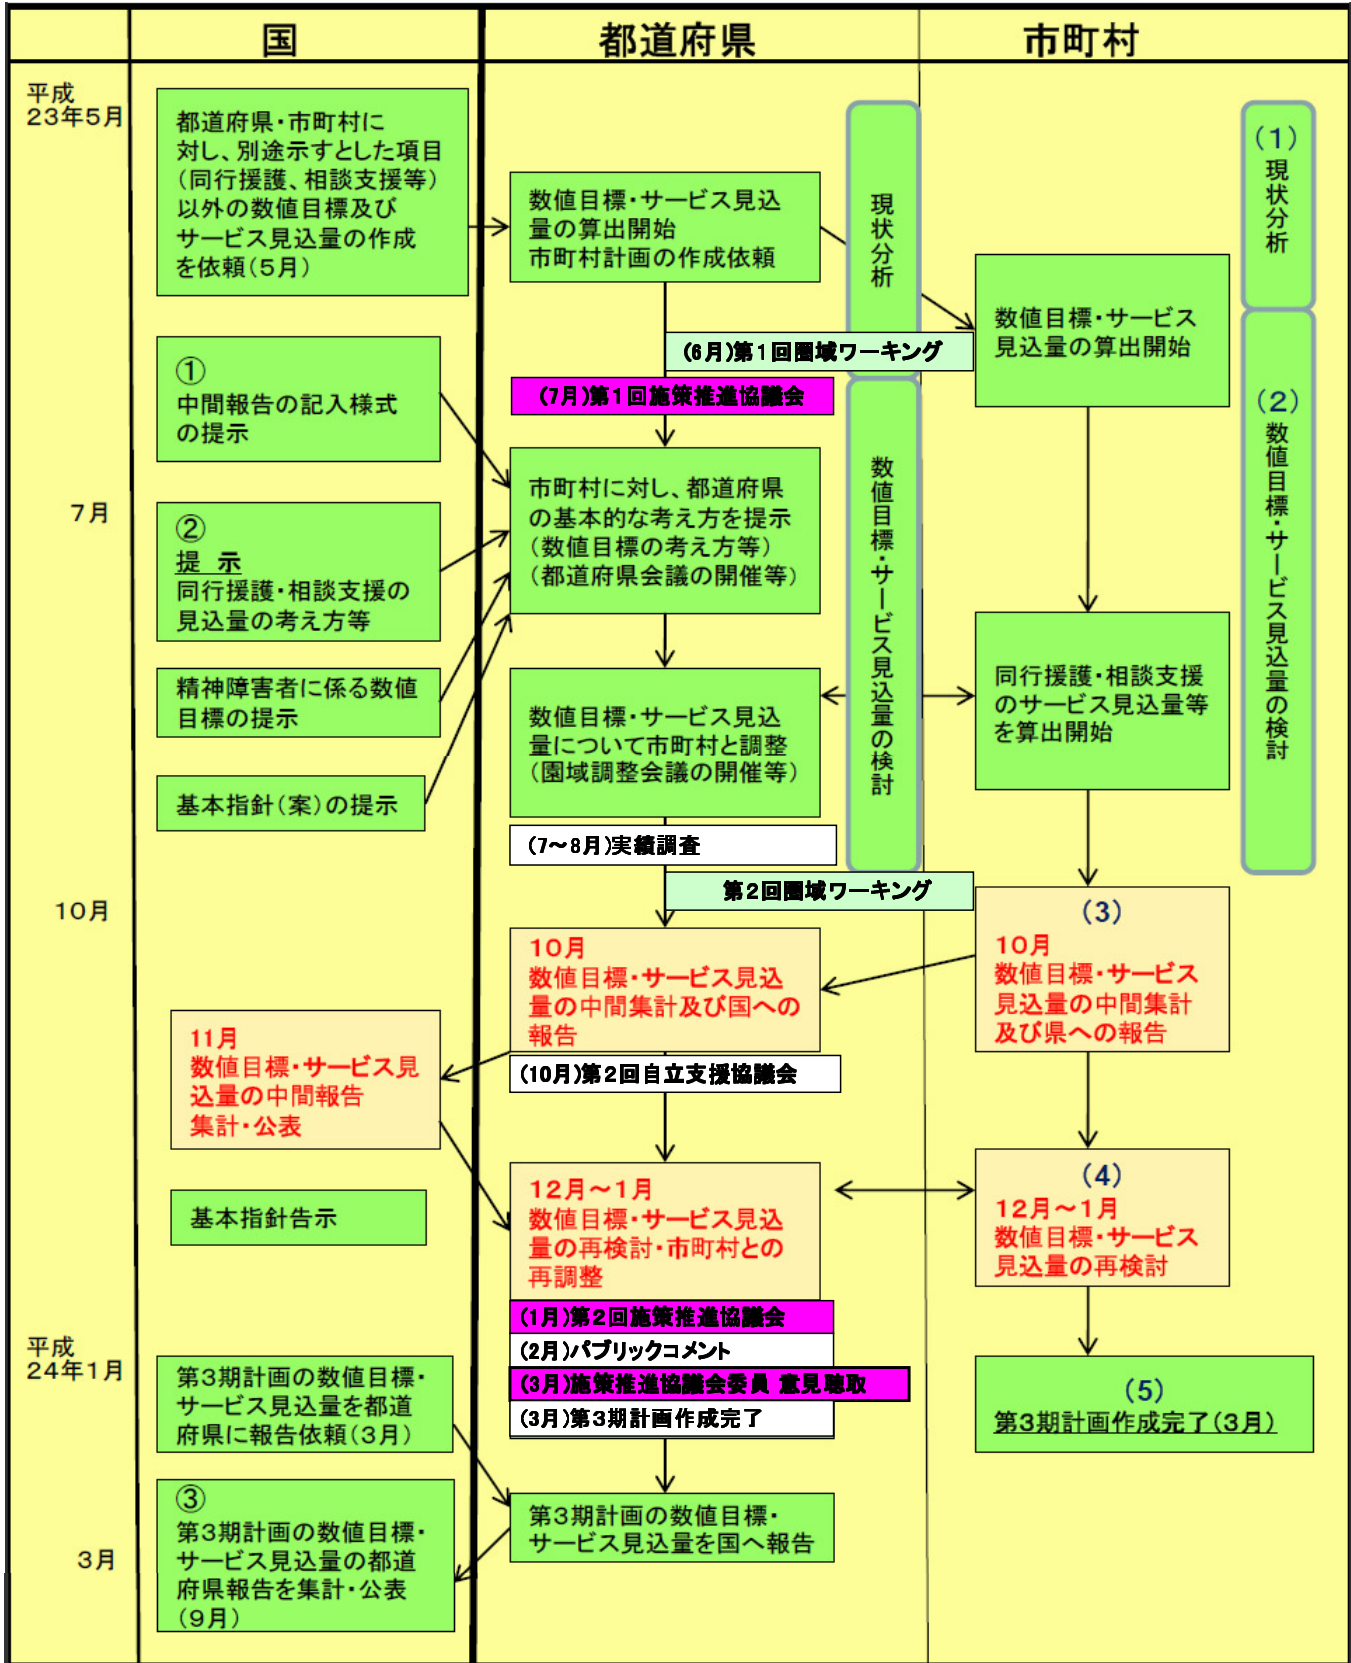 国
都道府県
市町村
平成
23年5月
7月
10月
平成
24年1月
3月
都道府県・市町村に
対し、別途示すとした項目
(同行援護、相談支援等)
以外の数値目標及び
サービス見込量の作成
を依頼(5月)
①
中間報告の記入様式
の提示
②
提 示
同行援護・相談支援の
見込量の考え方等
精神障害者に係る数値
目標の提示
基本指針(案)の提示
11月
数値目標・サービス見
込量の中間報告
集計・公表
基本指針告示
第3期計画の数値目標・
サービス見込量を都道
府県に報告依頼(3月)
③
第3期計画の数値目標・
サービス見込量の都道
府県報告を集計・公表
(9月)
数値目標・サービス見込
量の算出開始
市町村計画の作成依頼
(6月)第1回圏域ワーキング
(7月)第1回施策推進協議会
市町村に対し、都道府県
の基本的な考え方を提示
(数値目標の考え方等)
(都道府県会議の開催等)
数値目標・サービス見込
量について市町村と調整
(園域調整会議の開催等)
(7〜8月)実績調査
第2回圏域ワーキング
10月
数値目標・サービス見込
量の中間集計及び国への
報告
(10月)第2回自立支援協議会
12月〜1月
数値目標・サービス見込
量の再検討・市町村との
再調整
(1月)第2回施策推進協議会
(2月)パブリックコメント
(3月)施策推進協議会委員 意見聴取
(3月)第3期計画作成完了
第3期計画の数値目標・
サービス見込量を国へ報告
現状分析
数値目標・サービス見込量の検討
数値目標・サービス
見込量の算出開始
同行援護・相談支援
のサービス見込量等
を算出開始
(3)
10月
数値目標・サービス
見込量の中間集計
及び県への報告
(4)
12月〜1月
数値目標・サービス
見込量の再検討
(5)
第3期計画作成完了(3月)
(1)
現状分析
(2)
数値目標・サービス見込量の検討